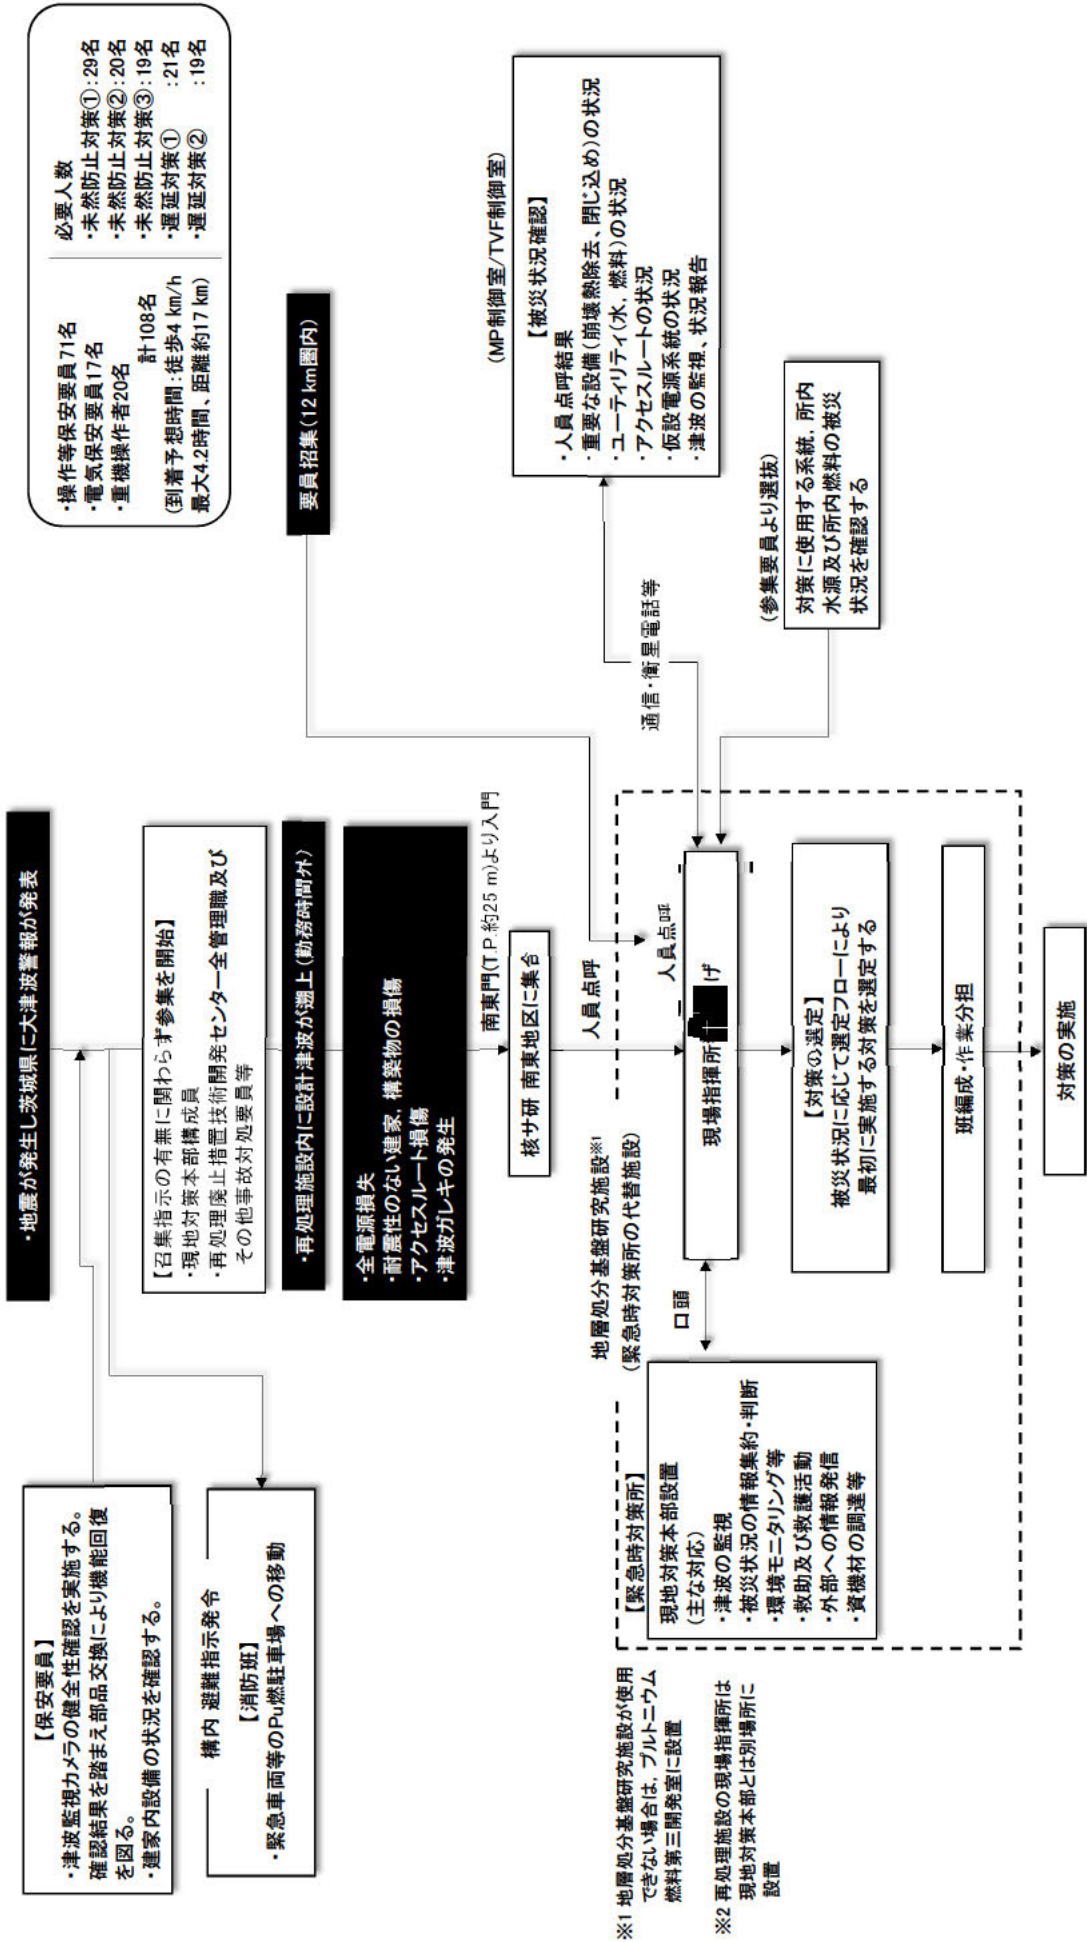 ・地震が発生し茨城県に大津波警報が発表
【保安要員】
・津波監視カメラの健全性確認を実施する。
確認結果を踏まえ部品交換により機能回復
を図る。
・建家内設備の状況を確認する。
構内 避難指示発令
【消防班】
・緊急車両等のPu燃駐車場への移動
【召集指示の有無に関わらず参集を開始】
・現地対策本部構成員
・再処理廃止措置技術開発センター全管理職及び
その他事故対処要員等
・再処理施設内に設計津波が遡上(勤務時間外)
・全電源損失
・耐震性のない建家, 構築物の損傷
・アクセスルート損傷
・津波ガレキの発生
南東門(T.P.約25 m)より入門
核サ研 南東地区に集合
人員点呼
・操作等保安要員71名
・電気保安要員17名
・重機操作者20名
計108名
(到着予想時間:徒歩4 km/h
最大4.2時間、距離約17 km)
必要人数
・未然防止対策①:29名
・未然防止対策②:20名
・未然防止対策③:19名
・遅延対策① :21名
・遅延対策② :19名
要員招集(12 km圏内)
地層処分基盤研究施設※1
(緊急時対策所の代替施設)
人員点呼
【緊急時対策所】
現地対策本部設置
(主な対応)
・津波の監視
・被災状況の情報集約・判断
・環境モニタリング等
・救助及び救護活動
・外部への情報発信
・資機材の調達等
口頭
現場指揮所
げ
通信・衛星電話等
(MP制御室/TVF制御室)
【被災状況確認】
・人員点呼結果
・重要な設備(崩壊熱除去、閉じ込め)の状況
・ユーティリティ(水, 燃料)の状況
・アクセスルートの状況
・仮設電源系統の状況
・津波の監視、状況報告
(参集要員より選抜)
対策に使用する系統, 所内
水源及び所内燃料の被災
状況を確認する
【対策の選定】
被災状況に応じて選定フローにより
最初に実施する対策を選定する
班編成・作業分担
対策の実施
※1 地層処分基盤研究施設が使用
できない場合は, プルトニウム
燃料第三開発室に設置
※2 再処理施設の現場指揮所は
現地対策本部とは別場所に
設置